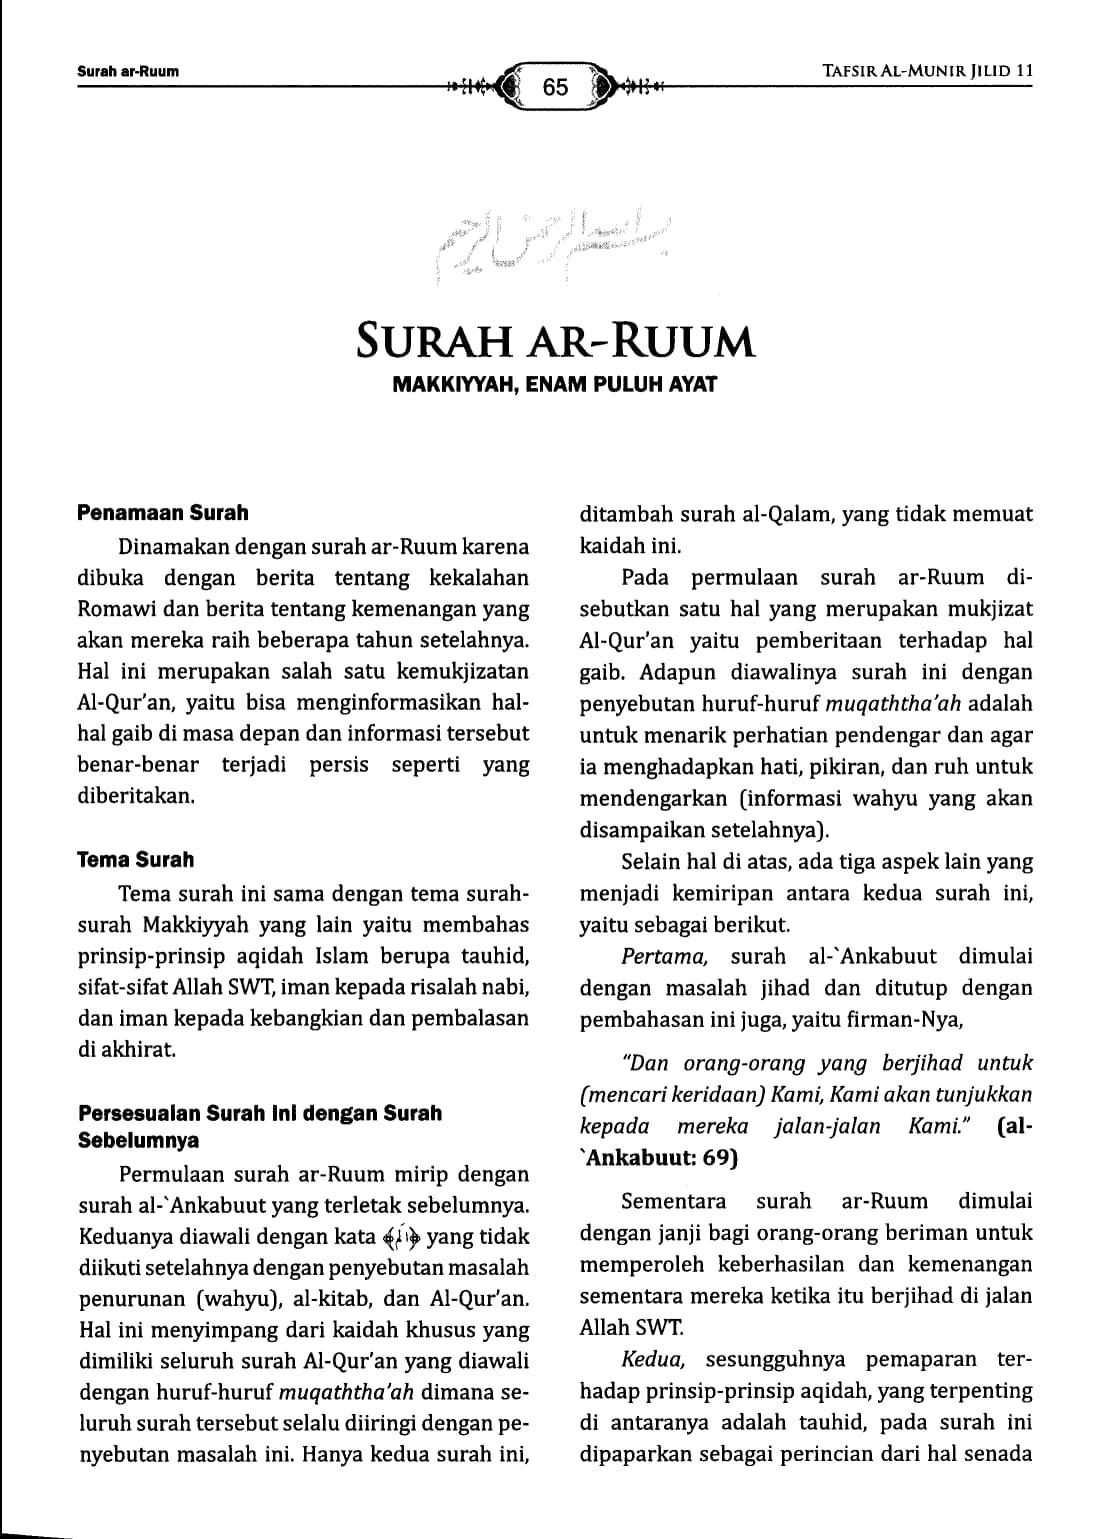 Surah ar-Ruum
65
TAFSIR AL-MUNIR JILID 11
بسم الله الرحمن الرحيم
SURAH AR-RUUM
MAKKIYYAH, ENAM PULUH AYAT
Penamaan Surah
Dinamakan dengan surah ar-Ruum karena
dibuka dengan berita tentang kekalahan
Romawi dan berita tentang kemenangan yang
akan mereka raih beberapa tahun setelahnya.
Hal ini merupakan salah satu kemukjizatan
Al-Qur'an, yaitu bisa menginformasikan hal-
hal gaib di masa depan dan informasi tersebut
benar-benar terjadi persis seperti yang
diberitakan.
Tema Surah
Tema surah ini sama dengan tema surah-
surah Makkiyyah yang lain yaitu membahas
prinsip-prinsip aqidah Islam berupa tauhid,
sifat-sifat Allah SWT, iman kepada risalah nabi,
dan iman kepada kebangkian dan pembalasan
di akhirat.
Persesuaian Surah Ini dengan Surah
Sebelumnya
Permulaan surah ar-Ruum mirip dengan
surah al-`Ankabuut yang terletak sebelumnya.
Keduanya diawali dengan kata ﴿الٓمٓ﴾ yang tidak
diikuti setelahnya dengan penyebutan masalah
penurunan (wahyu), al-kitab, dan Al-Qur'an.
Hal ini menyimpang dari kaidah khusus yang
dimiliki seluruh surah Al-Qur'an yang diawali
dengan huruf-huruf muqaththa'ah dimana se-
luruh surah tersebut selalu diiringi dengan pe-
nyebutan masalah ini. Hanya kedua surah ini,
ditambah surah al-Qalam, yang tidak memuat
kaidah ini.
Pada permulaan surah ar-Ruum di-
sebutkan satu hal yang merupakan mukjizat
Al-Qur'an yaitu pemberitaan terhadap hal
gaib. Adapun diawalinya surah ini dengan
penyebutan huruf-huruf muqaththa'ah adalah
untuk menarik perhatian pendengar dan agar
ia menghadapkan hati, pikiran, dan ruh untuk
mendengarkan (informasi wahyu yang akan
disampaikan setelahnya).
Selain hal di atas, ada tiga aspek lain yang
menjadi kemiripan antara kedua surah ini,
yaitu sebagai berikut.
Pertama, surah al-`Ankabuut dimulai
dengan masalah jihad dan ditutup dengan
pembahasan ini juga, yaitu firman-Nya,
"Dan orang-orang yang berjihad untuk
(mencari keridaan) Kami, Kami akan tunjukkan
kepada mereka jalan-jalan Kami." (al-
`Ankabuut: 69)
Sementara surah ar-Ruum dimulai
dengan janji bagi orang-orang beriman untuk
memperoleh keberhasilan dan kemenangan
sementara mereka ketika itu berjihad di jalan
Allah SWT.
Kedua, sesungguhnya pemaparan ter-
hadap prinsip-prinsip aqidah, yang terpenting
di antaranya adalah tauhid, pada surah ini
dipaparkan sebagai perincian dari hal senada